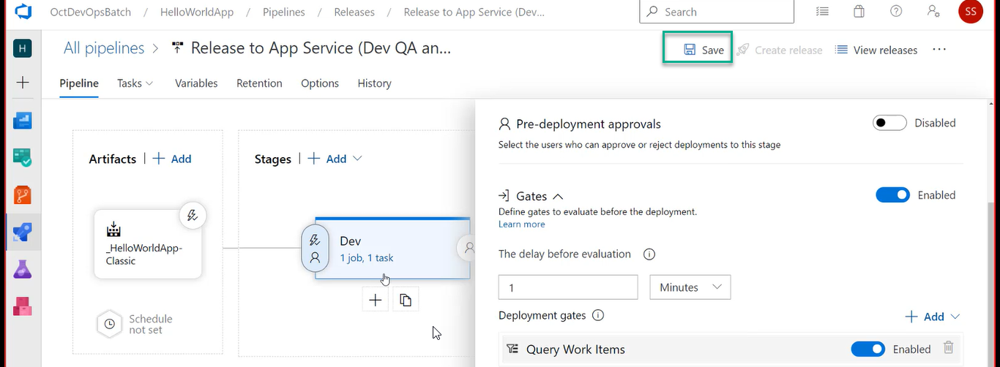 OctDevOpsBatch / HelloWorldApp / Pipelines / Releases / Release to App Service (Dev... Search SS
H All pipelines > Release to App Service (Dev QA an... Save Create release View releases ...
Pipeline Tasks Variables Retention Options History
Pre-deployment approvals Disabled
Select the users who can approve or reject deployments to this stage
Artifacts | + Add Stages | + Add
Gates Enabled
Define gates to evaluate before the deployment.
Learn more
_HelloWorldApp-
Classic
Dev
1 job, 1 task
The delay before evaluation
1 Minutes
Deployment gates + Add
Schedule
not set
Query Work Items Enabled